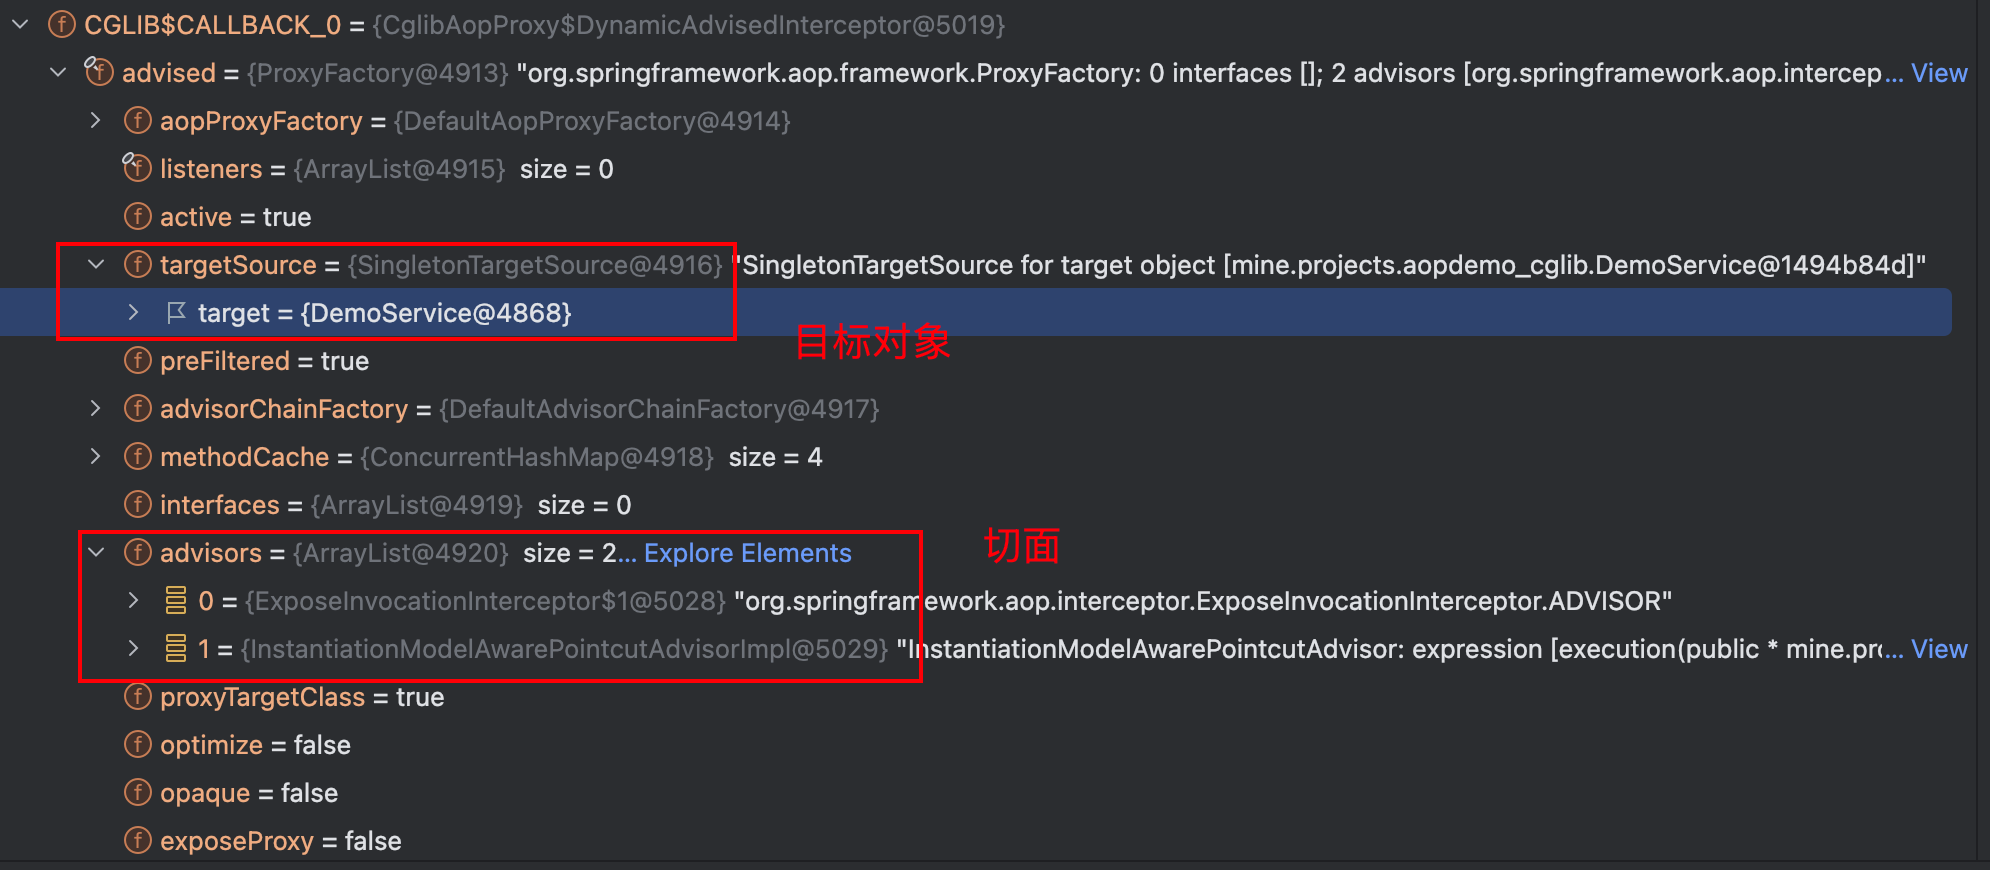 CGLIB$CALLBACK_0 = {CglibAopProxy$DynamicAdvisedInterceptor@5019}
advised = {ProxyFactory@4913} "org.springframework.aop.framework.ProxyFactory: 0 interfaces []; 2 advisors [org.springframework.aop.intercep... View
aopProxyFactory = {DefaultAopProxyFactory@4914}
listeners = {ArrayList@4915} size = 0
active = true
targetSource = {SingletonTargetSource@4916} "SingletonTargetSource for target object [mine.projects.aopdemo_cglib.DemoService@1494b84d]"
target = {DemoService@4868}
目标对象
preFiltered = true
advisorChainFactory = {DefaultAdvisorChainFactory@4917}
methodCache = {ConcurrentHashMap@4918} size = 4
interfaces = {ArrayList@4919} size = 0
切面
advisors = {ArrayList@4920} size = 2... Explore Elements
0 = {ExposeInvocationInterceptor$1@5028} "org.springframework.aop.interceptor.ExposeInvocationInterceptor.ADVISOR"
1 = {InstantiationModelAwarePointcutAdvisorImpl@5029} "InstantiationModelAwarePointcutAdvisor: expression [execution(public * mine.pr... View
proxyTargetClass = true
optimize = false
opaque = false
exposeProxy = false